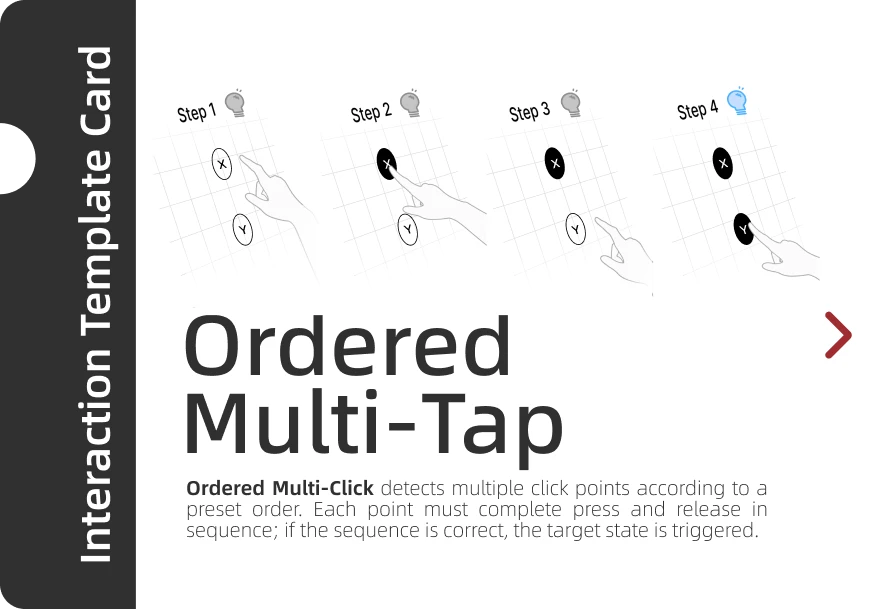 Interaction Template Card
Step 1
Step 2
Step 3
Step 4
X
Y
X
Y
X
Y
X
Y
Ordered
Multi-Tap
Ordered Multi-Click detects multiple click points according to a
preset order. Each point must complete press and release in
sequence; if the sequence is correct, the target state is triggered.